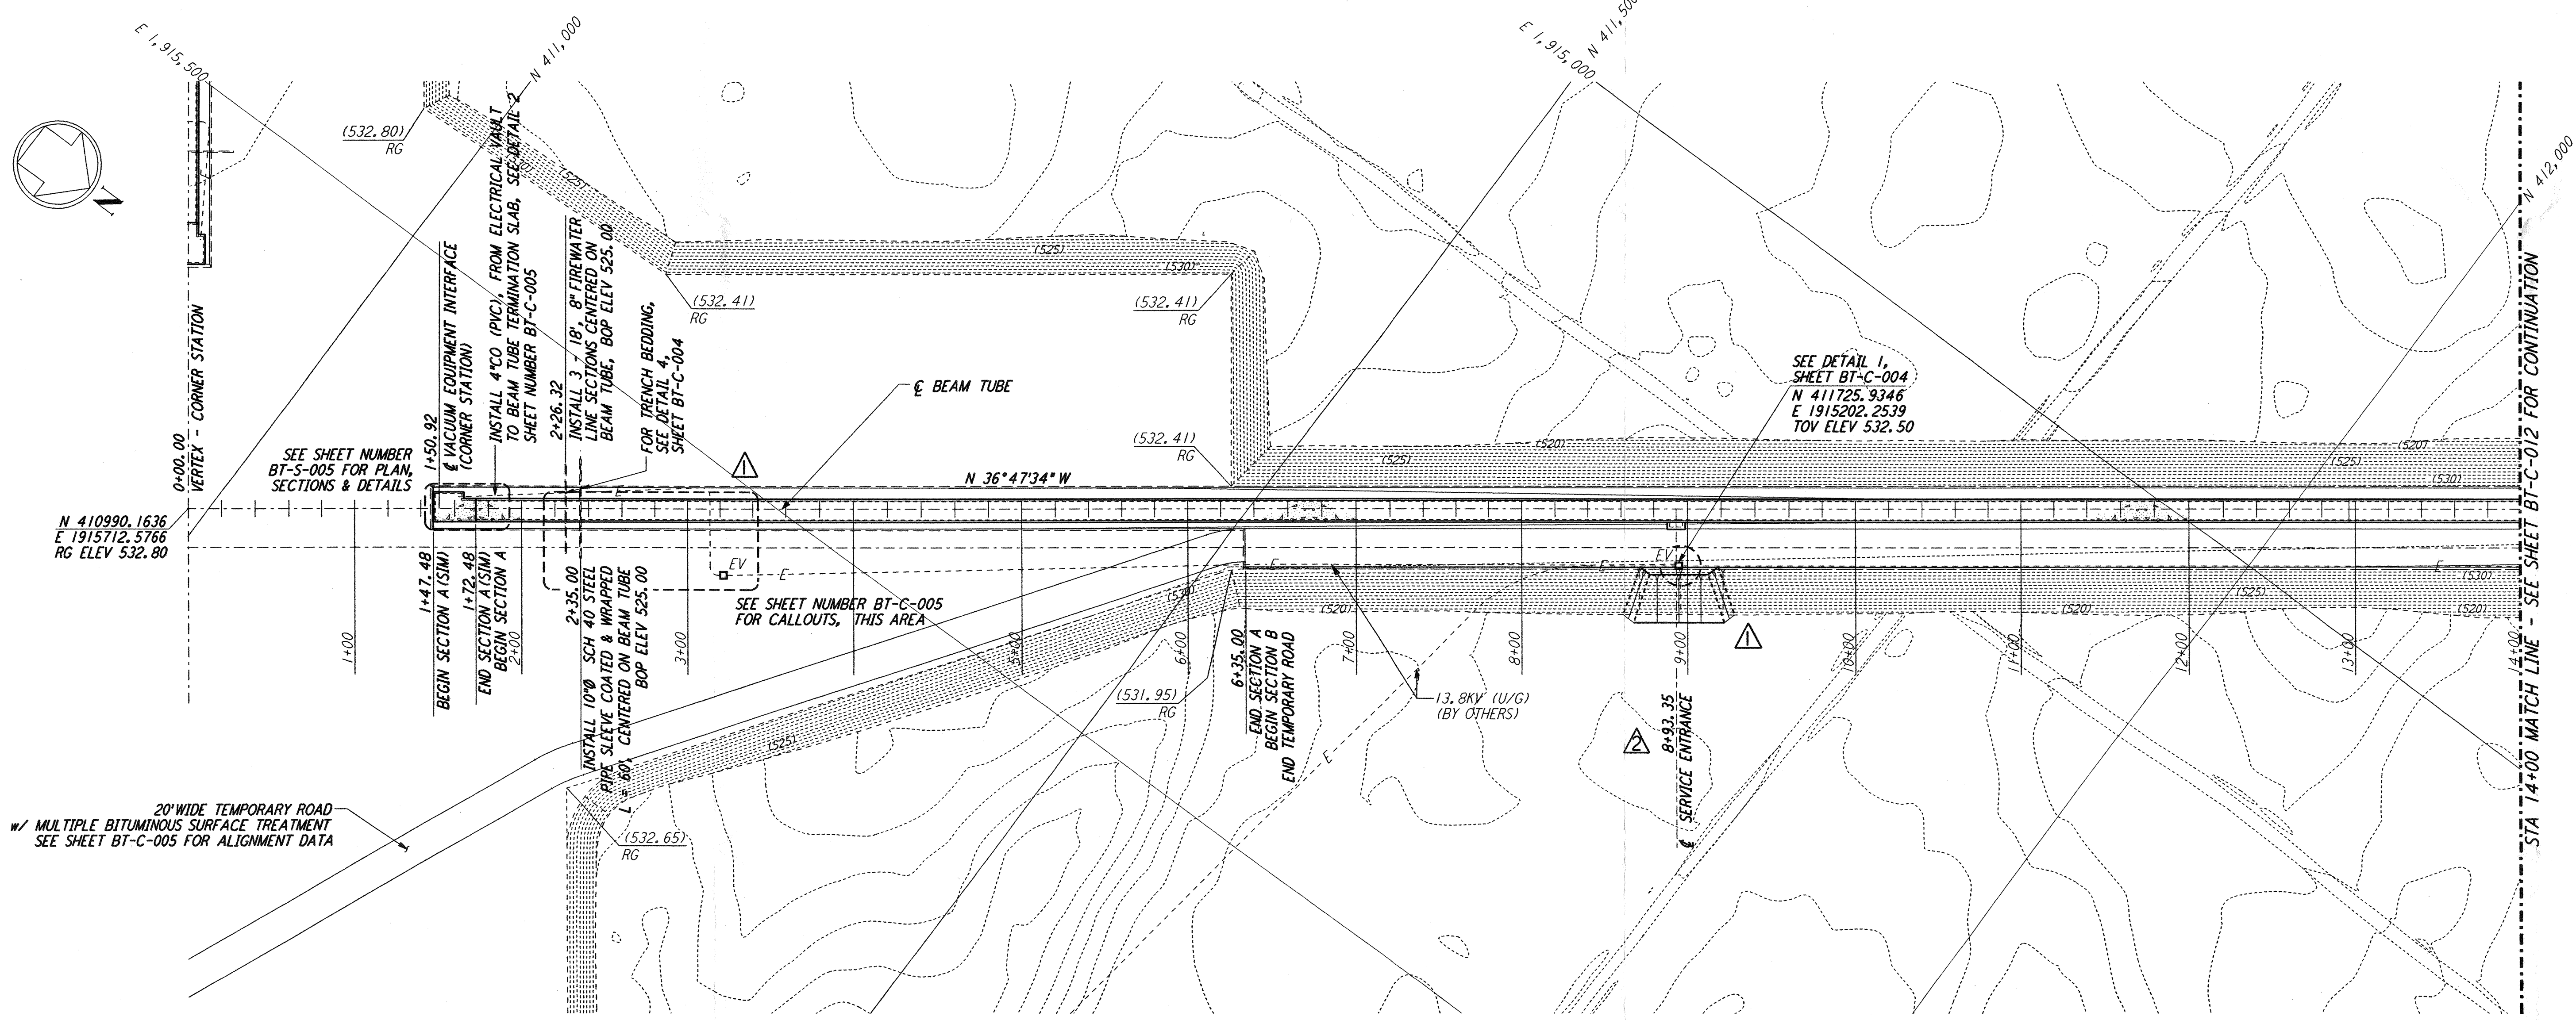 E 1,915,500
N 411,000
E 1,915,000
N 411,500
N 412,000
N
(532.80)
RG
(525)
0+00.00
VERTEX - CORNER STATION
1+50.92
℄ VACUUM EQUIPMENT INTERFACE
(CORNER STATION)
INSTALL 4"CO (PVC), FROM ELECTRICAL VAULT
TO BEAM TUBE TERMINATION SLAB, SEE DETAIL 2
SHEET NUMBER BT-C-005
2+26.32
INSTALL 3 - 18', 8" FIREWATER
LINE SECTIONS CENTERED ON
BEAM TUBE, BOP ELEV 525.00
FOR TRENCH BEDDING,
SEE DETAIL 4,
SHEET BT-C-004
(532.41)
RG
(525)
(530)
(532.41)
RG
(532.41)
RG
℄ BEAM TUBE
N 36°47'34" W
SEE DETAIL 1,
SHEET BT-C-004
N 411725.9346
E 1915202.2539
TOV ELEV 532.50
(525)
(520)
(520)
(525)
(530)
SEE SHEET NUMBER
BT-S-005 FOR PLAN,
SECTIONS & DETAILS
N 410990.1636
E 1915712.5766
RG ELEV 532.80
1
E
EV
E
E
E
EV
E
1+47.48
BEGIN SECTION A(SIM)
1+72.48
END SECTION A(SIM)
BEGIN SECTION A
2+35.00
INSTALL 10"Ø SCH 40 STEEL
PIPE SLEEVE COATED & WRAPPED
L = 60', CENTERED ON BEAM TUBE
BOP ELEV 525.00
SEE SHEET NUMBER BT-C-005
FOR CALLOUTS, THIS AREA
(530)
(520)
(520)
(520)
(525)
(530)
(520)
1+00
2+00
3+00
5+00
6+00
7+00
8+00
9+00
10+00
11+00
12+00
13+00
14+00
1
(531.95)
RG
6+35.00
END SECTION A
BEGIN SECTION B
END TEMPORARY ROAD
13.8KV (U/G)
(BY OTHERS)
E
2
8+93.35
℄ SERVICE ENTRANCE
(525)
(532.65)
RG
20' WIDE TEMPORARY ROAD
w/ MULTIPLE BITUMINOUS SURFACE TREATMENT
SEE SHEET BT-C-005 FOR ALIGNMENT DATA
STA 14+00 MATCH LINE - SEE SHEET BT-C-012 FOR CONTINUATION